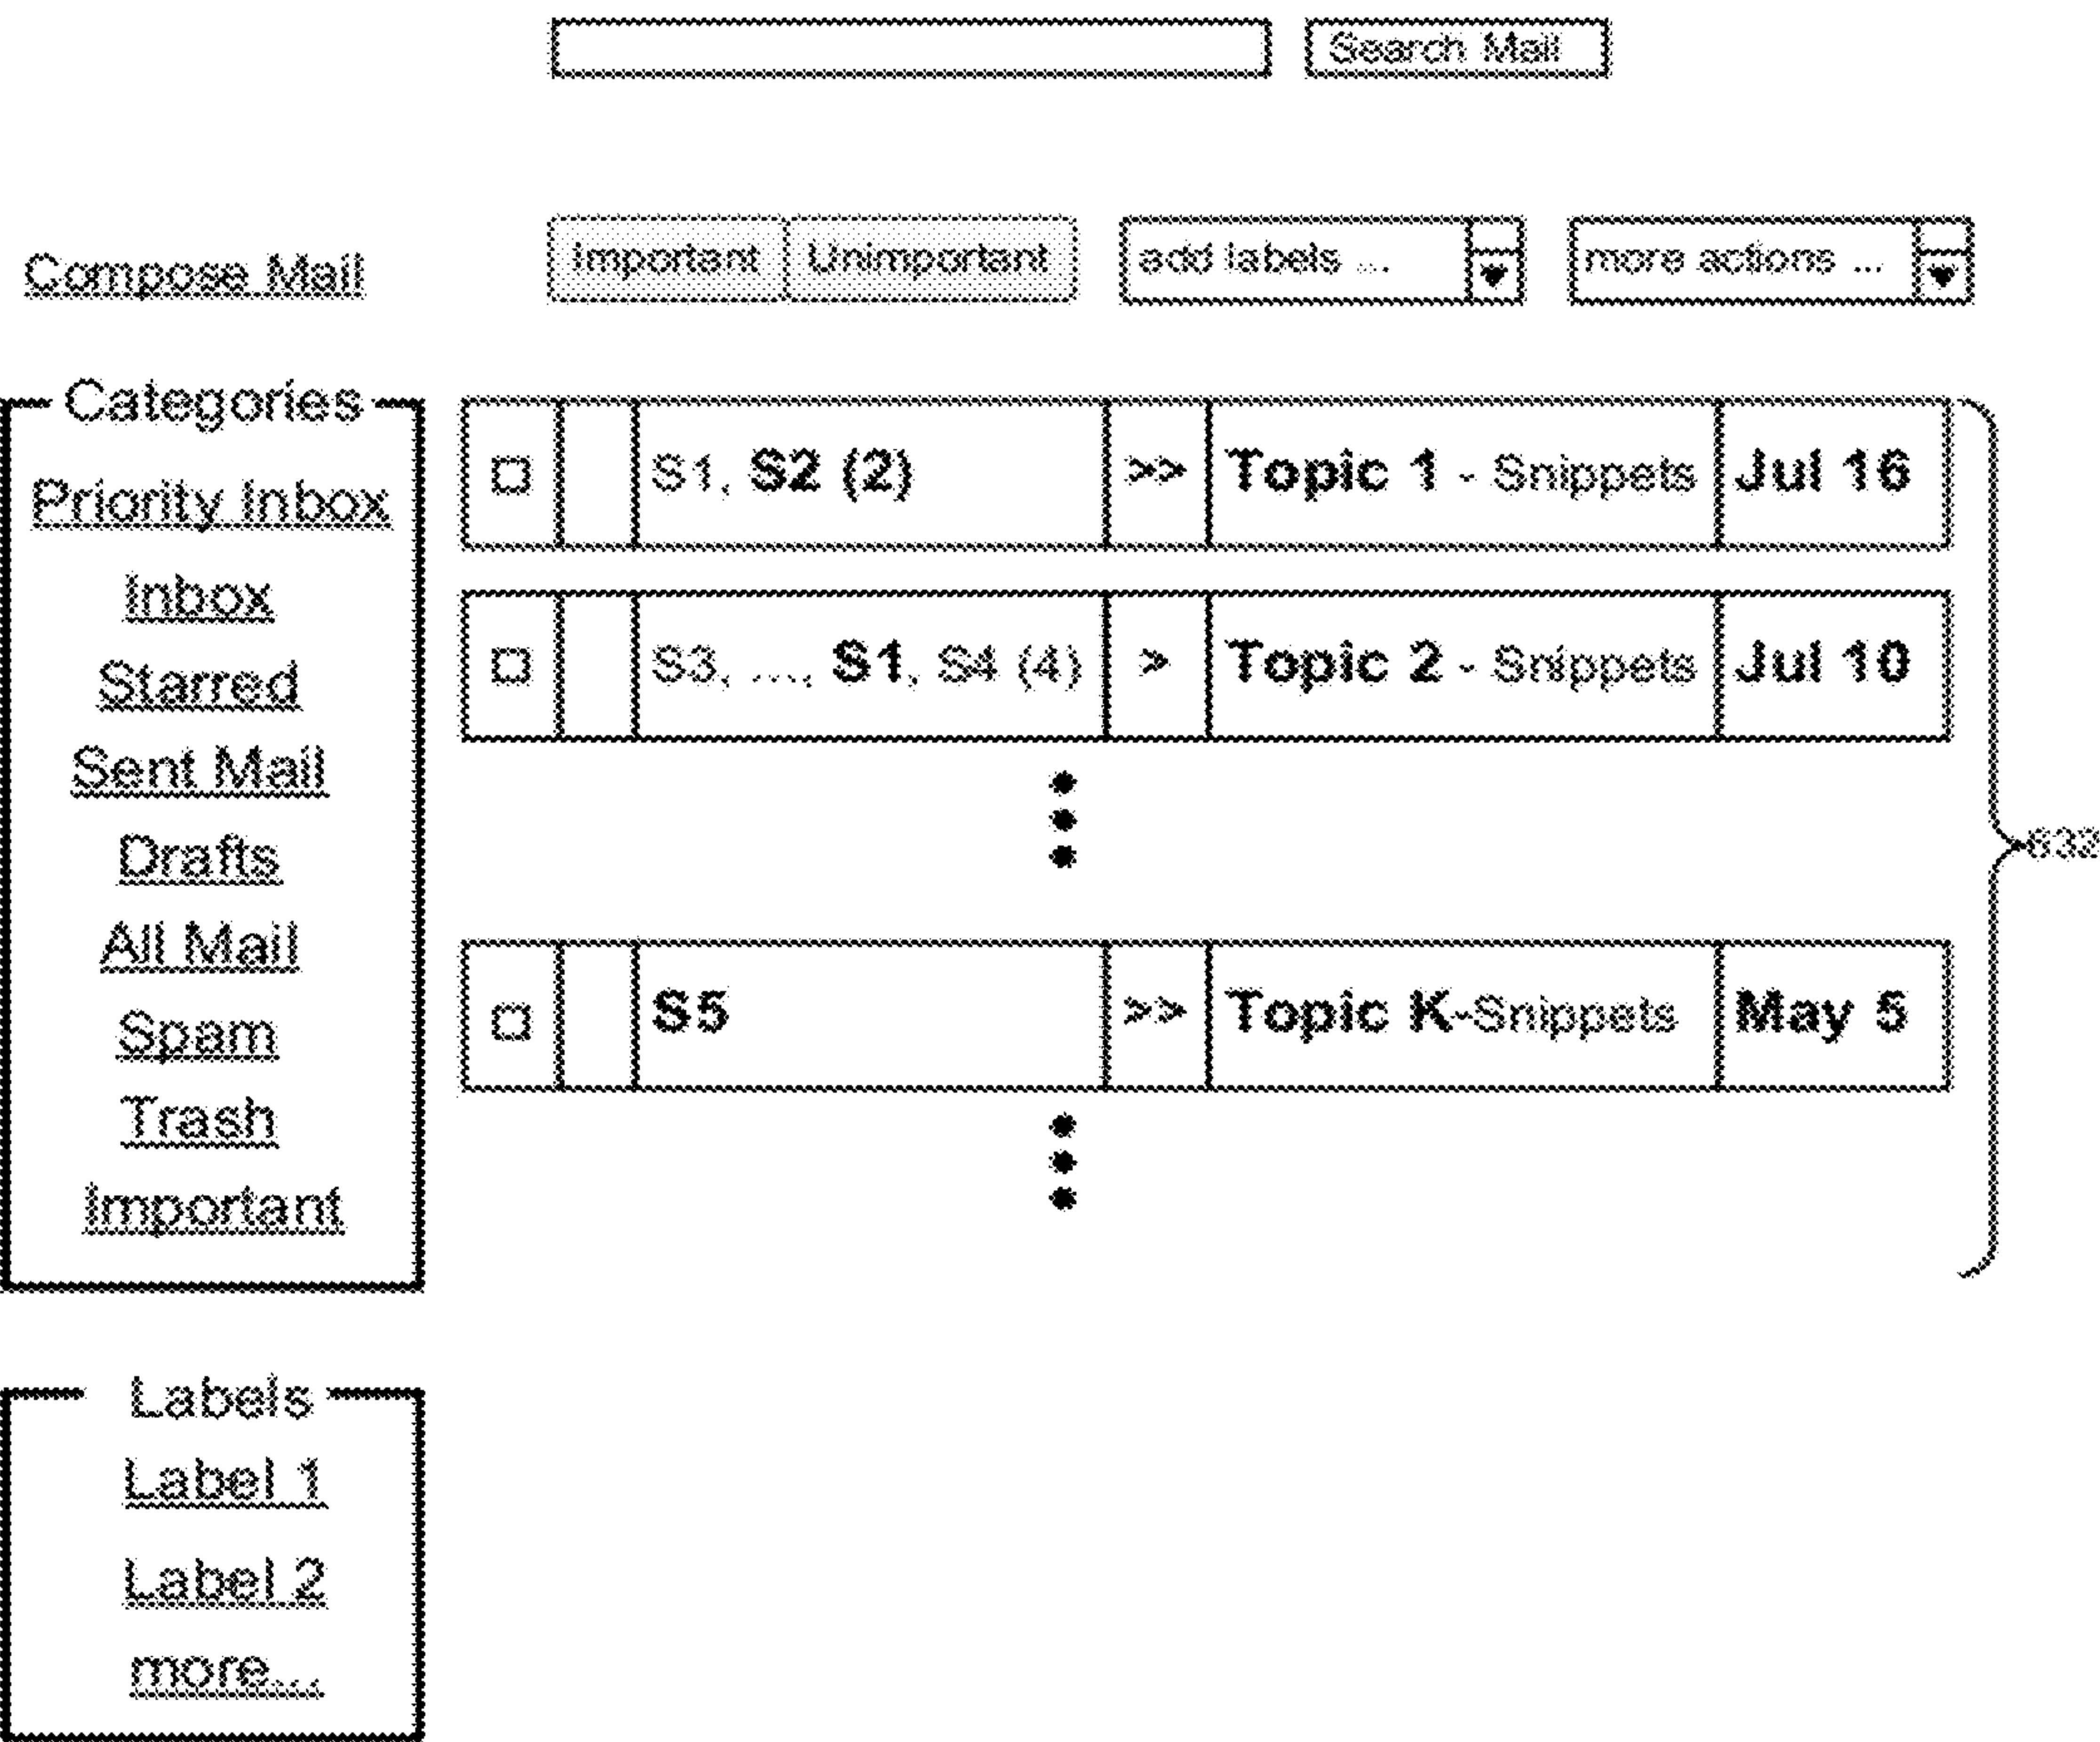 Search Mail
Compose Mail
Important Unimportant add labels ... more actions ...
Categories
Priority Inbox
Inbox
Starred
Sent Mail
Drafts
All Mail
Spam
Trash
Important
S1, S2 (2) >> Topic 1 - Snippets Jul 16
S3, ..., S1, S4 (4) > Topic 2 - Snippets Jul 10
S5 >> Topic K-Snippets May 5
632
Labels
Label 1
Label 2
more...